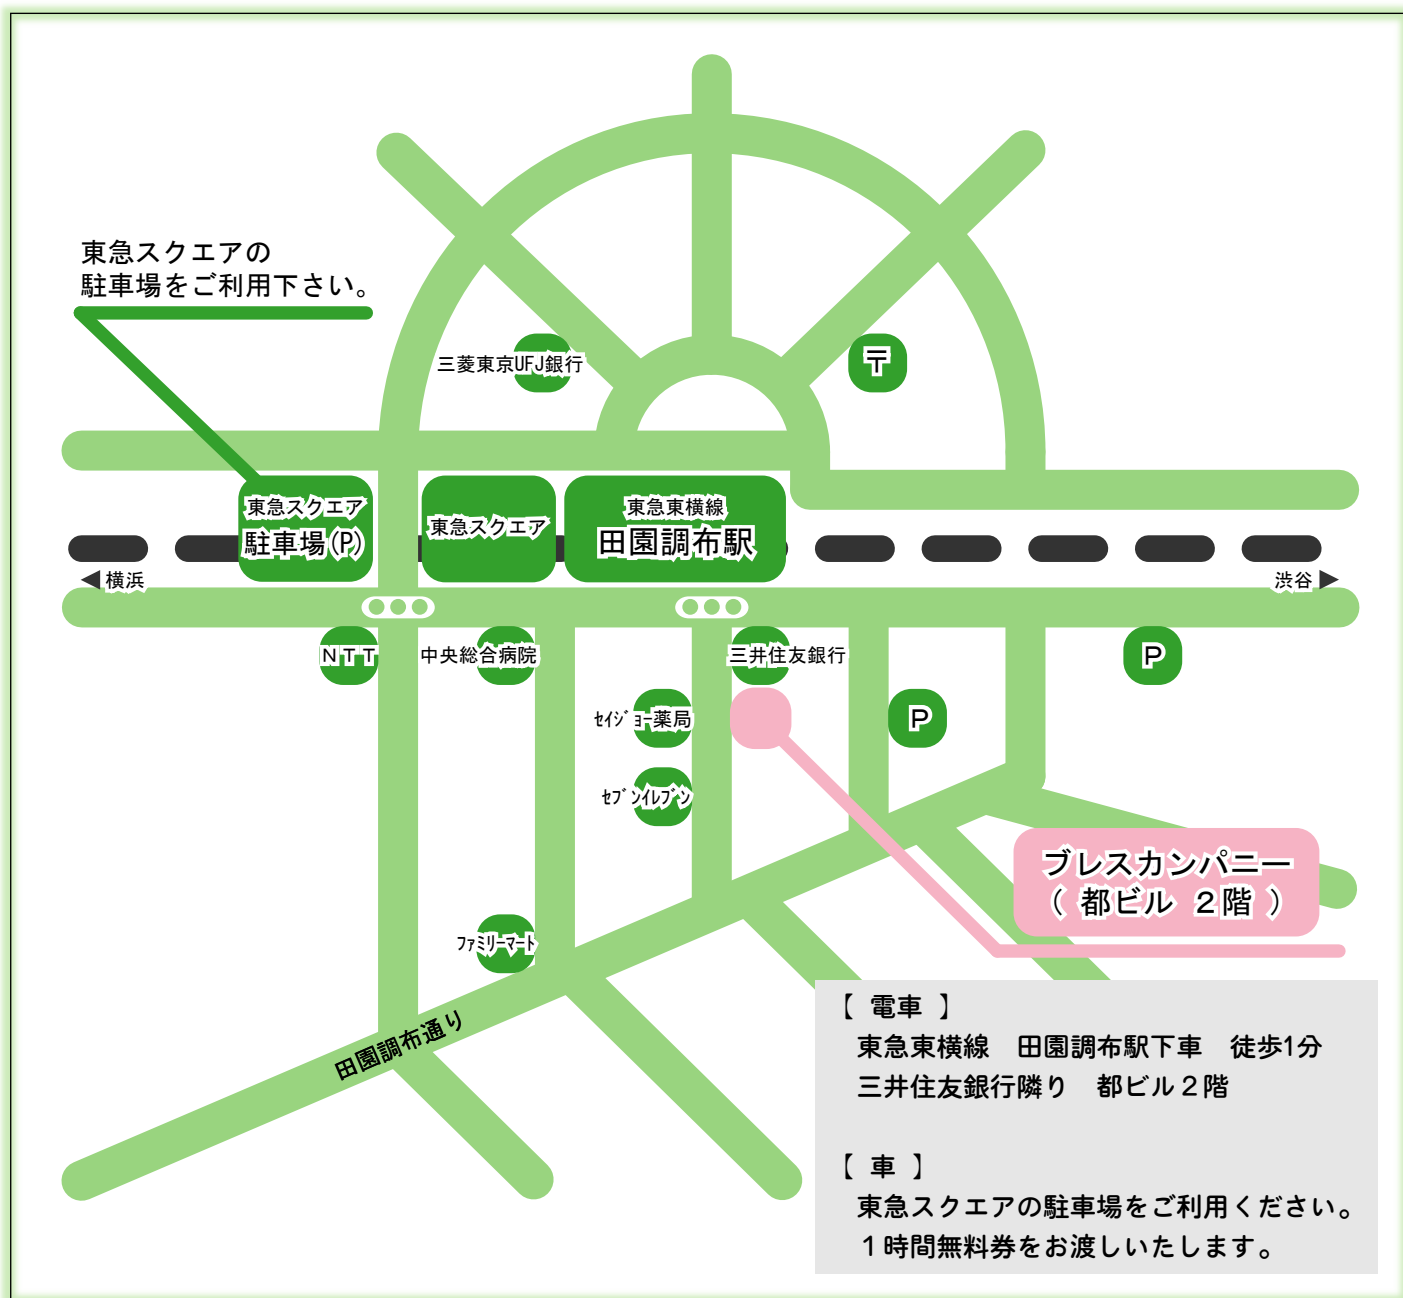 東急スクエアの
駐車場をご利用下さい。
三菱東京UFJ銀行
〒
東急スクエア
駐車場(P)
東急スクエア
東急東横線
田園調布駅
◀横浜
渋谷▶
NTT
中央総合病院
三井住友銀行
P
ｾｲｼﾞｮｰ薬局
P
ｾﾌﾞﾝｲﾚﾌﾞﾝ
ブレスカンパニー
( 都ビル 2階 )
ﾌｧﾐﾘｰﾏｰﾄ
田園調布通り
【 電車 】
東急東横線 田園調布駅下車 徒歩1分
三井住友銀行隣り 都ビル2階
【 車 】
東急スクエアの駐車場をご利用ください。
1時間無料券をお渡しいたします。